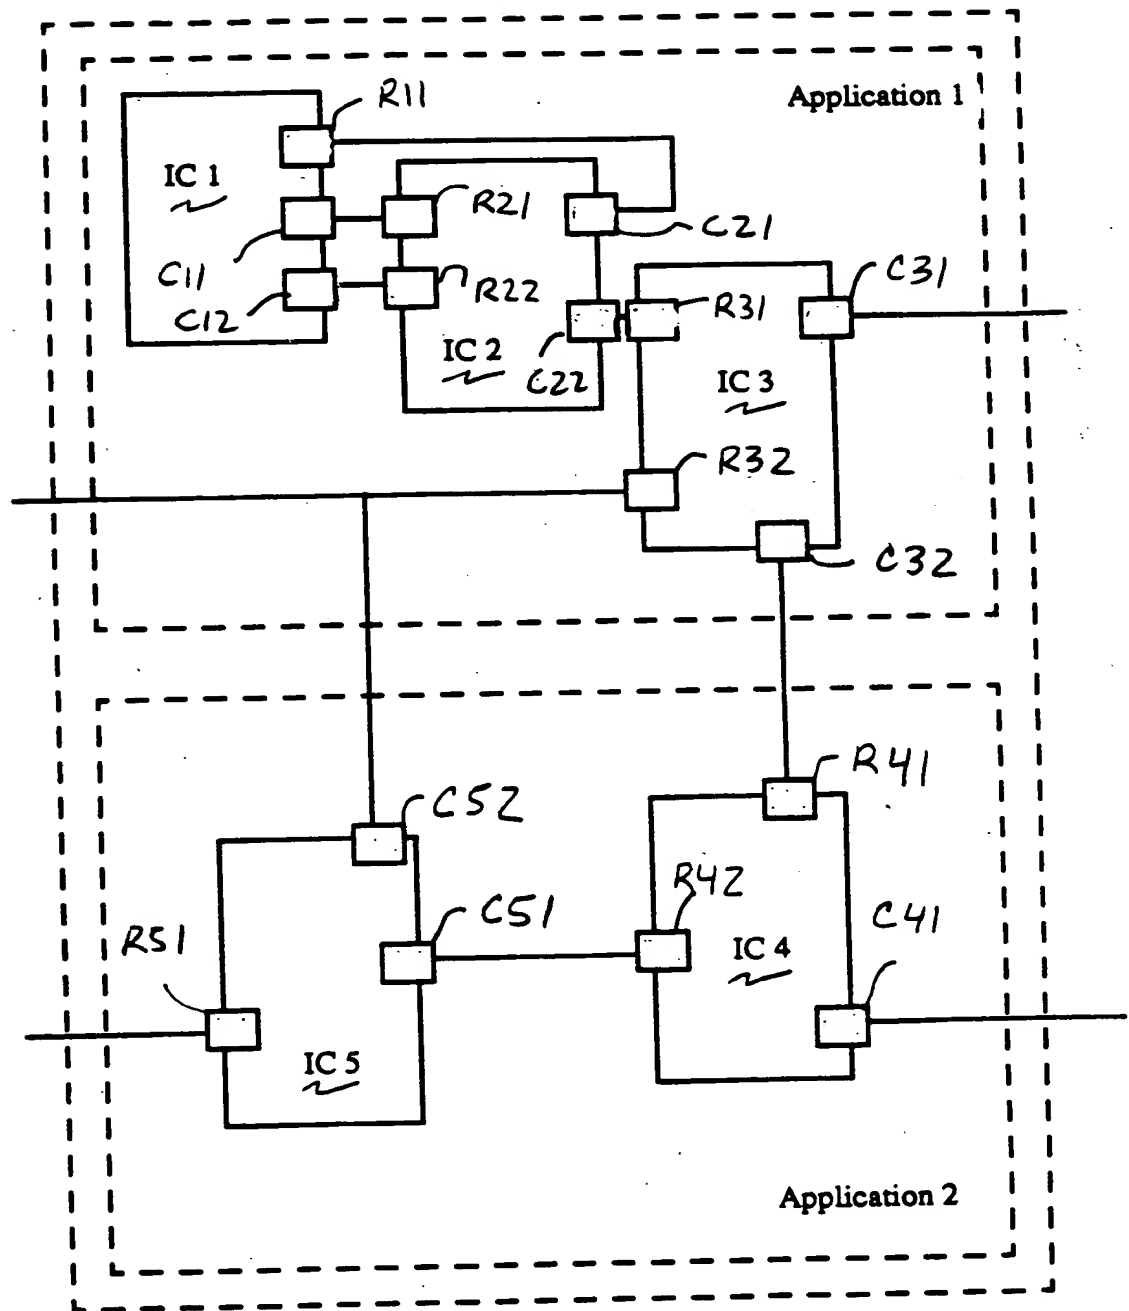 R11
Application 1
IC 1
R21
C21
C11
R22
C31
C12
R31
IC 2
C22
IC 3
R32
C32
R41
C52
R42
C51
C41
R51
IC 4
IC 5
Application 2